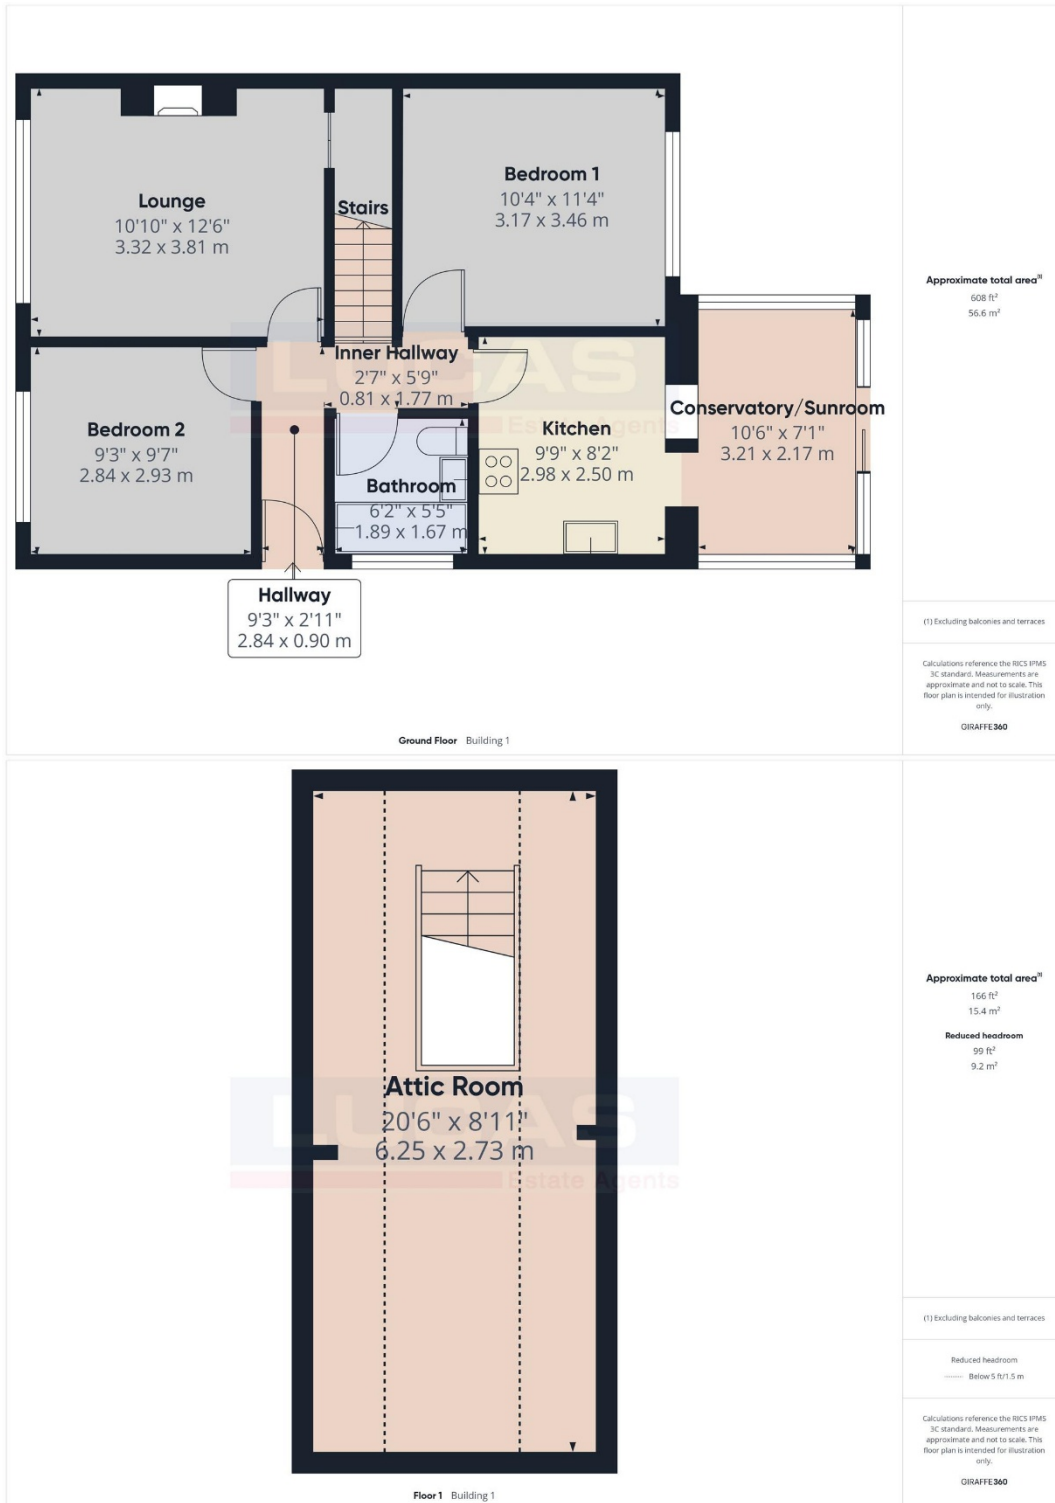 Lounge
10'10" x 12'6"
3.32 x 3.81 m
Stairs
Bedroom 1
10'4" x 11'4"
3.17 x 3.46 m
Inner Hallway
2'7" x 5'9"
0.81 x 1.77 m
Bedroom 2
9'3" x 9'7"
2.84 x 2.93 m
Bathroom
6'2" x 5'5"
1.89 x 1.67 m
Kitchen
9'9" x 8'2"
2.98 x 2.50 m
Conservatory/Sunroom
10'6" x 7'1"
3.21 x 2.17 m
Hallway
9'3" x 2'11"
2.84 x 0.90 m
LUCAS
Estate Agents
Ground Floor Building 1
Approximate total area⁽¹⁾
608 ft²
56.6 m²
(1) Excluding balconies and terraces
Calculations reference the RICS IPMS
3C standard. Measurements are
approximate and not to scale. This
floor plan is intended for illustration
only.
GIRAFFE360
Attic Room
20'6" x 8'11"
6.25 x 2.73 m
LUCAS
Estate Agents
Floor 1 Building 1
Approximate total area⁽¹⁾
166 ft²
15.4 m²
Reduced headroom
99 ft²
9.2 m²
(1) Excluding balconies and terraces
Reduced headroom
Below 5 ft/1.5 m
Calculations reference the RICS IPMS
3C standard. Measurements are
approximate and not to scale. This
floor plan is intended for illustration
only.
GIRAFFE360